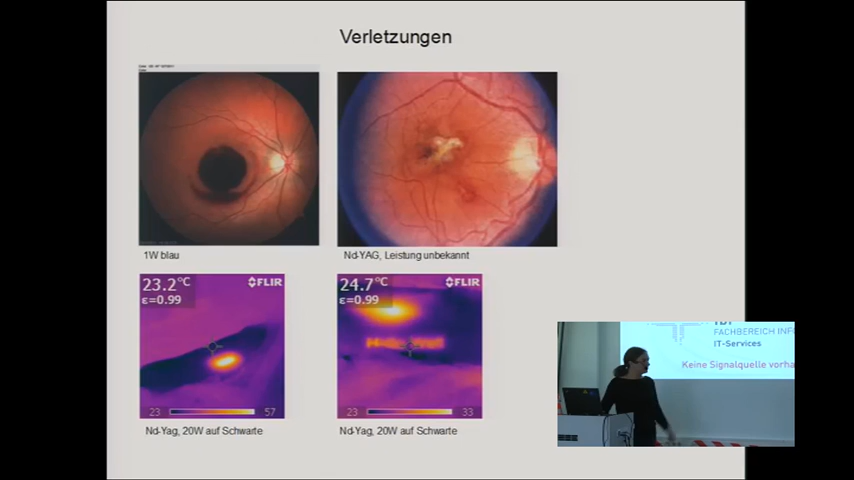 Verletzungen
1W blau
Nd-YAG, Leistung unbekannt
23.2°C
FLIR
ε=0.99
23
57
24.7°C
FLIR
ε=0.99
23
33
Nd-Yag, 20W auf Schwarte
Nd-Yag, 20W auf Schwarte
FACHBEREICH INFO
IT-Services
Keine Signalquelle vorha